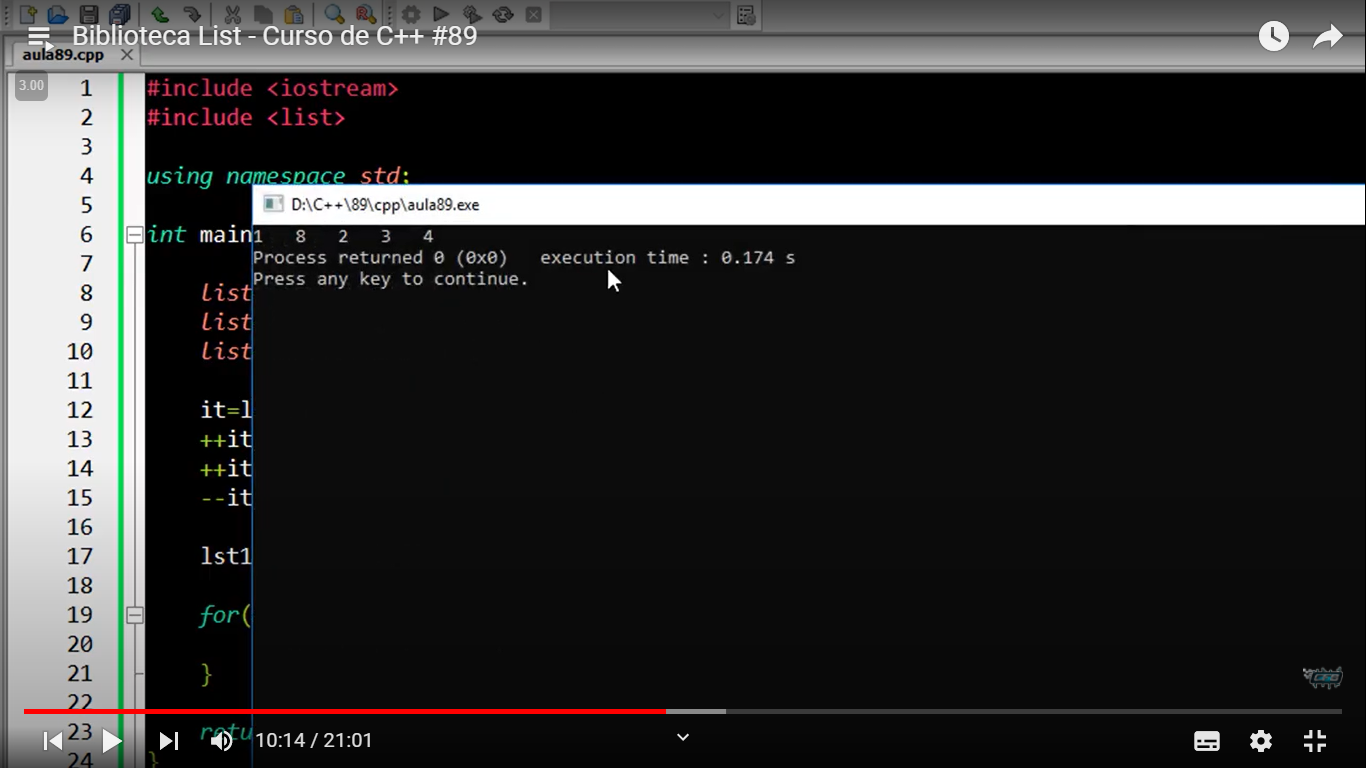 Biblioteca List - Curso de C++ #89
aula89.cpp
3.00
1 #include <iostream>
2 #include <list>
3
4 using namespace std;
5
6 int main
7
8 list
9 list
10 list
11
12 it=l
13 ++it
14 ++it
15 --it
16
17 lst1
18
19 for(
20
21 }
22
23 retu
24 }
D:\C++\89\cpp\aula89.exe
1 8 2 3 4
Process returned 0 (0x0) execution time : 0.174 s
Press any key to continue.
10:14 / 21:01